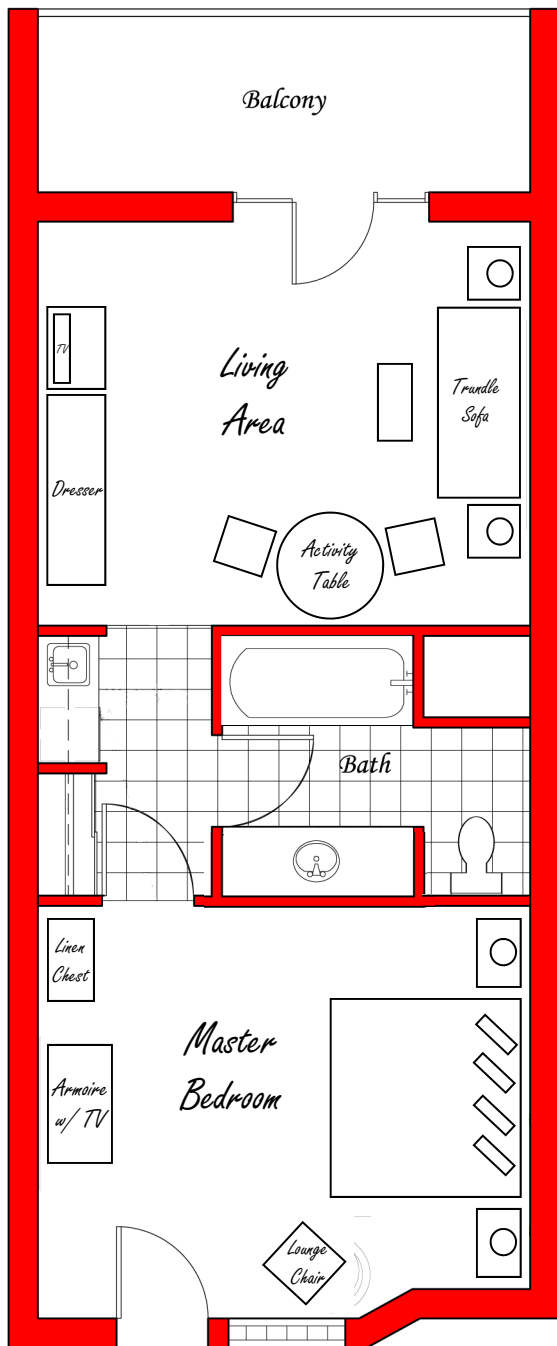 Balcony
Living
Area
TV
Trundle
Sofa
Dresser
Activity
Table
Bath
Linen
Chest
Master
Bedroom
Armoire
w/ TV
Lounge
Chair